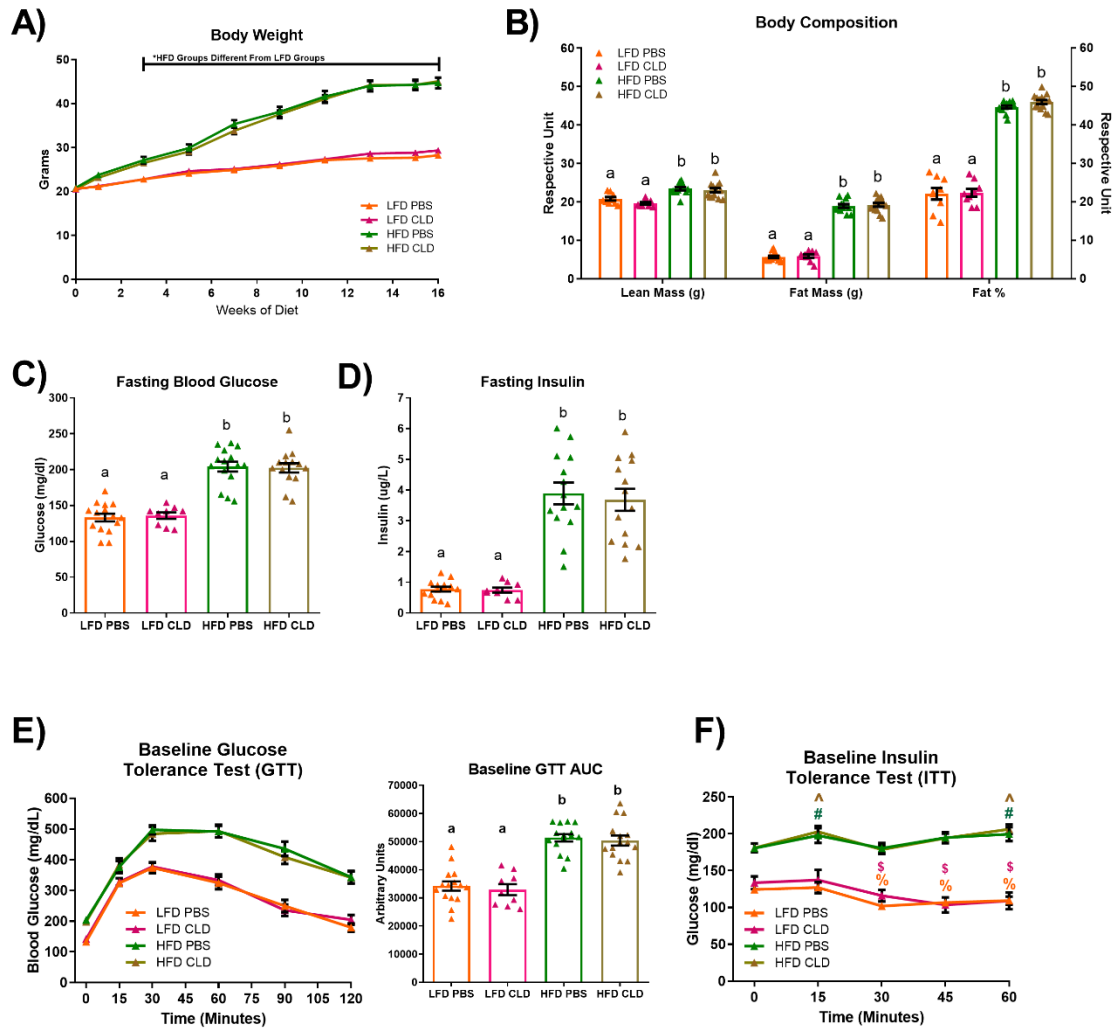 A)
Body Weight
*HFD Groups Different From LFD Groups
50
40
30
20
10
0
Grams
0 2 4 6 8 10 12 14 16
Weeks of Diet
LFD PBS
LFD CLD
HFD PBS
HFD CLD
B)
Body Composition
LFD PBS
LFD CLD
HFD PBS
HFD CLD
60
50
40
30
20
10
0
Respective Unit
a a b b
a a b b
a a b b
60
50
40
30
20
10
0
Respective Unit
Lean Mass (g) Fat Mass (g) Fat %
C)
Fasting Blood Glucose
300
250
200
150
100
50
0
Glucose (mg/dl)
a a b b
LFD PBS LFD CLD HFD PBS HFD CLD
D)
Fasting Insulin
7
6
5
4
3
2
1
0
Insulin (ug/L)
a a b b
LFD PBS LFD CLD HFD PBS HFD CLD
E)
Baseline Glucose
Tolerance Test (GTT)
600
500
400
300
200
100
0
Blood Glucose (mg/dL)
LFD PBS
LFD CLD
HFD PBS
HFD CLD
0 15 30 45 60 75 90 105 120
Time (Minutes)
Baseline GTT AUC
70000
60000
50000
40000
30000
20000
10000
0
Arbitrary Units
a a b b
LFD PBS LFD CLD HFD PBS HFD CLD
F)
Baseline Insulin
Tolerance Test (ITT)
250
200
150
100
50
0
Glucose (mg/dl)
^ ^
# #
$ $ $
% % %
LFD PBS
LFD CLD
HFD PBS
HFD CLD
0 15 30 45 60
Time (Minutes)